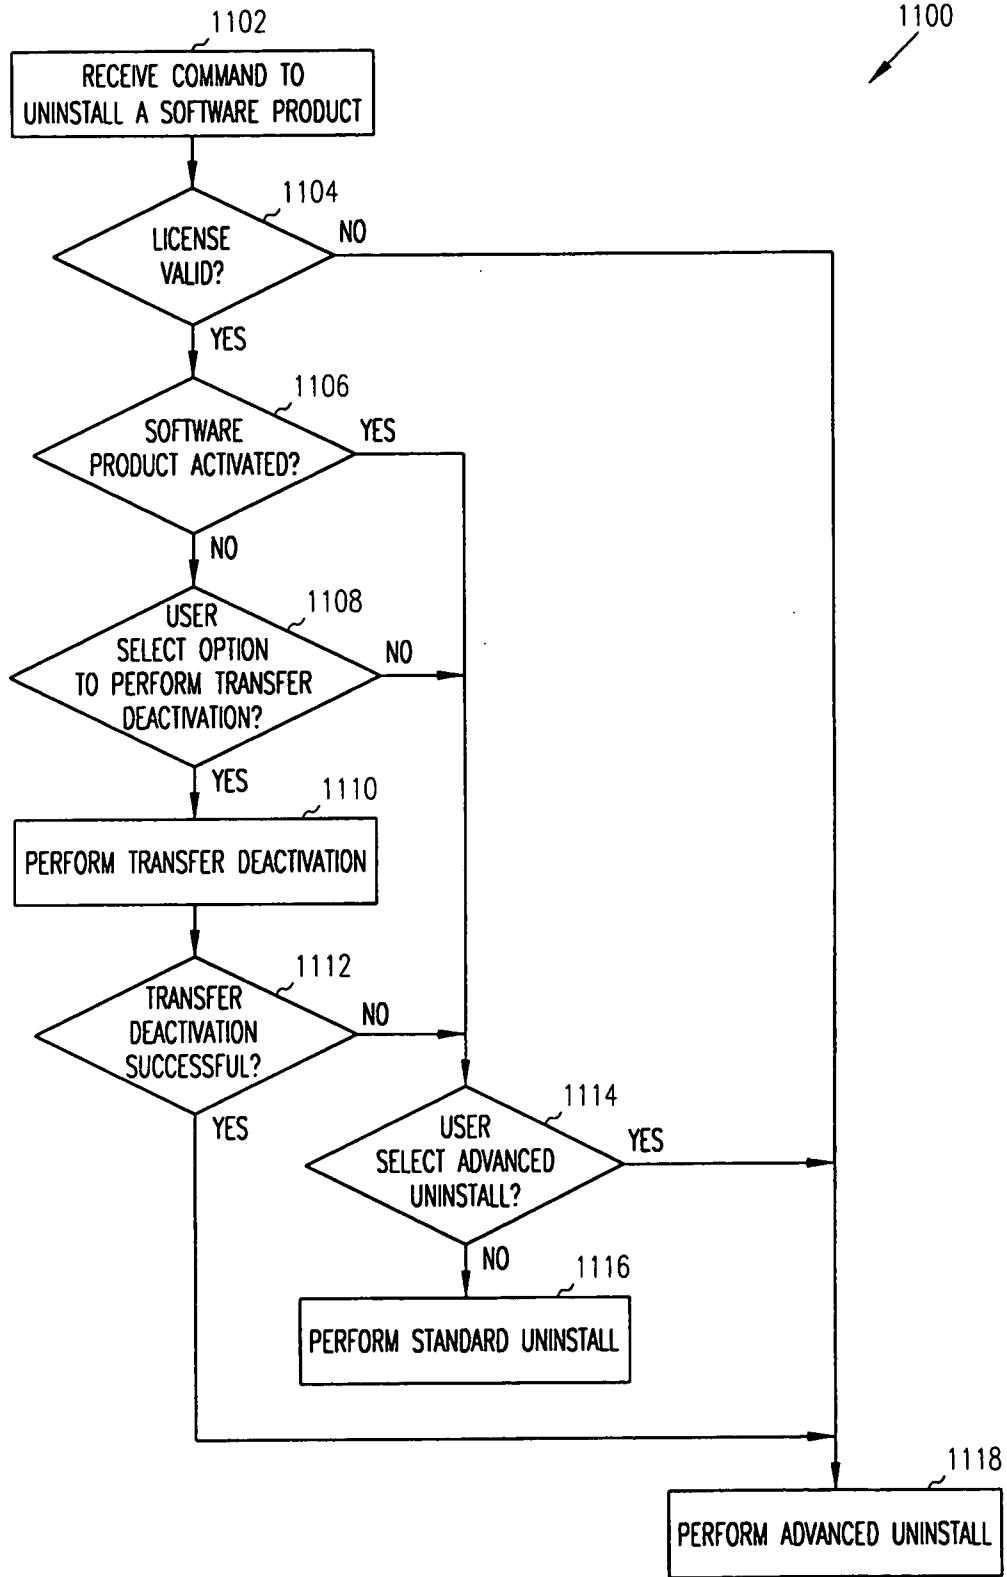 1100
1102
RECEIVE COMMAND TO
UNINSTALL A SOFTWARE PRODUCT
1104
LICENSE
VALID?
NO
YES
1106
SOFTWARE
PRODUCT ACTIVATED?
YES
NO
1108
USER
SELECT OPTION
TO PERFORM TRANSFER
DEACTIVATION?
NO
YES
1110
PERFORM TRANSFER DEACTIVATION
1112
TRANSFER
DEACTIVATION
SUCCESSFUL?
NO
YES
1114
USER
SELECT ADVANCED
UNINSTALL?
YES
NO
1116
PERFORM STANDARD UNINSTALL
1118
PERFORM ADVANCED UNINSTALL